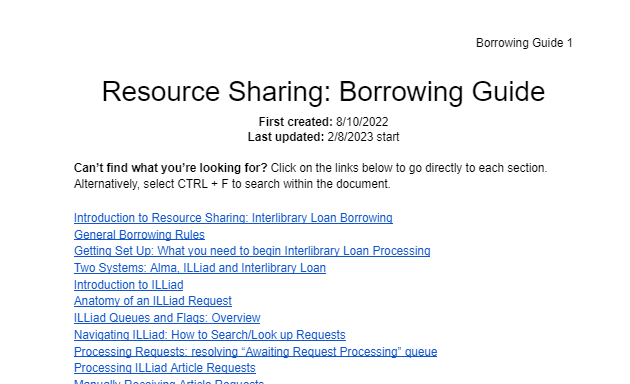 Borrowing Guide 1
Resource Sharing: Borrowing Guide
First created: 8/10/2022
Last updated: 2/8/2023 start
Can’t find what you’re looking for? Click on the links below to go directly to each section.
Alternatively, select CTRL + F to search within the document.
Introduction to Resource Sharing: Interlibrary Loan Borrowing
General Borrowing Rules
Getting Set Up: What you need to begin Interlibrary Loan Processing
Two Systems: Alma, ILLiad and Interlibrary Loan
Introduction to ILLiad
Anatomy of an ILLiad Request
ILLiad Queues and Flags: Overview
Navigating ILLiad: How to Search/Look up Requests
Processing Requests: resolving “Awaiting Request Processing” queue
Processing ILLiad Article Requests
Manually Receiving Article Requests